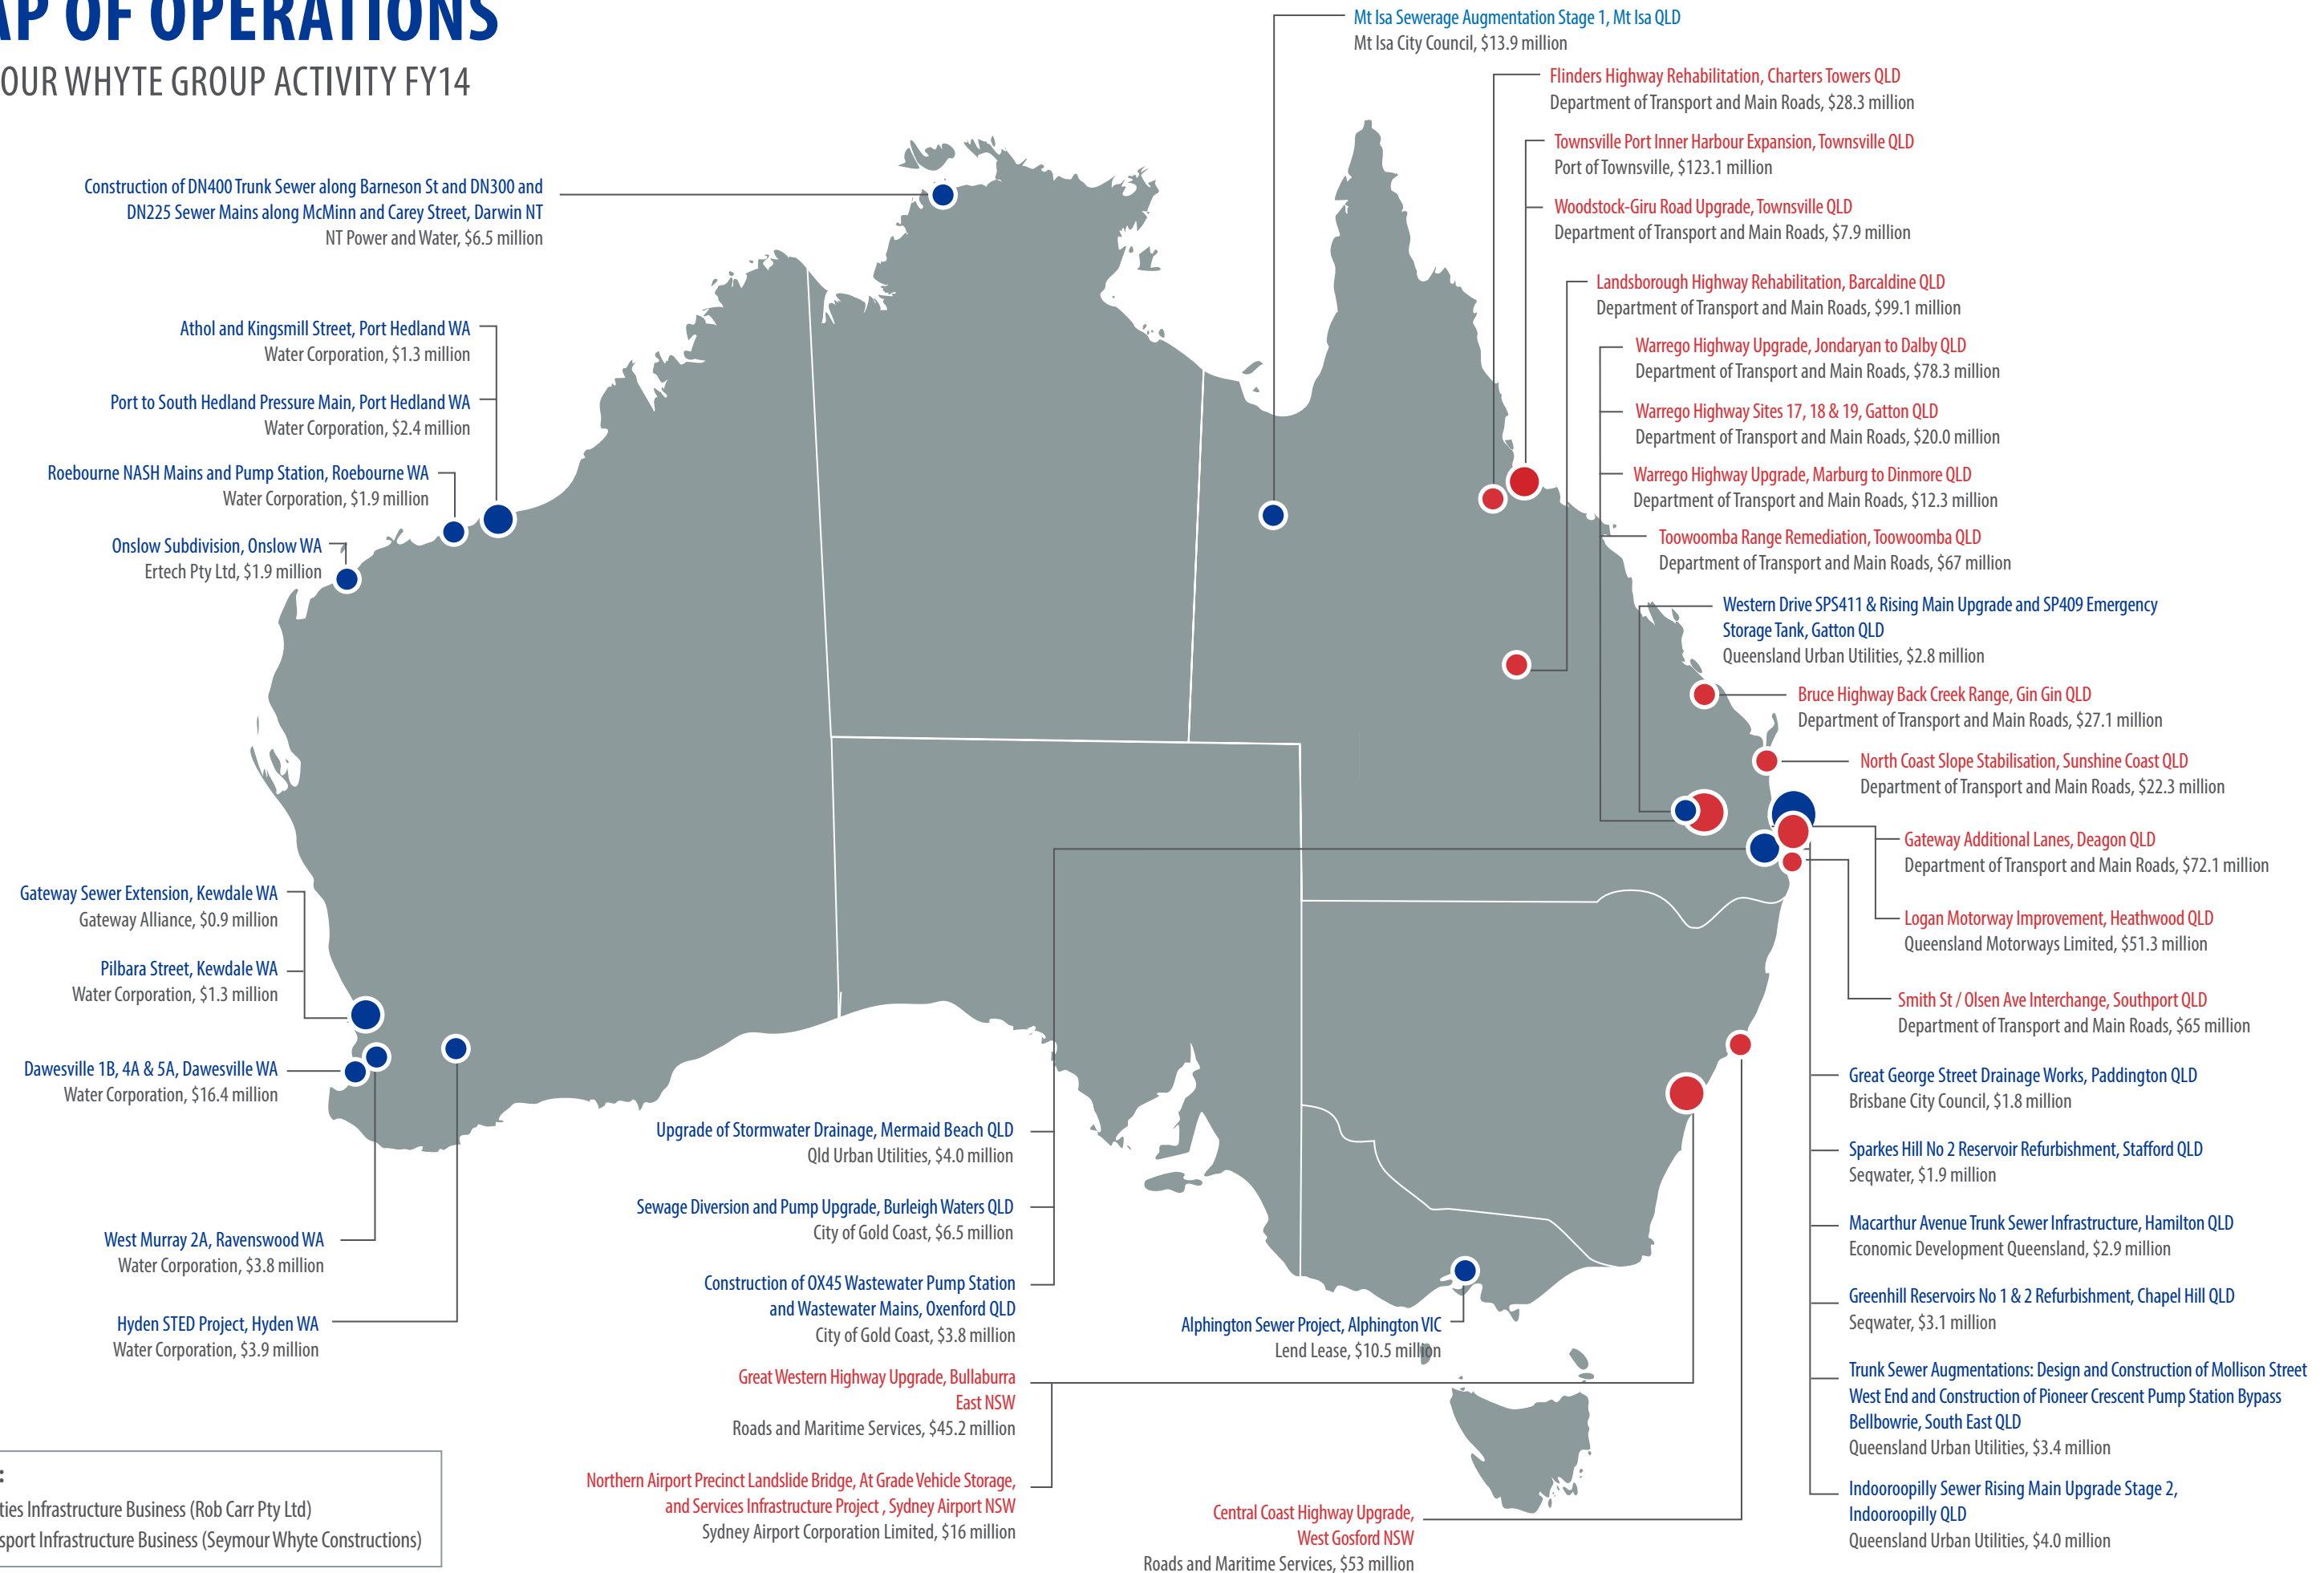 OF OPERATIONS
WHYTE GROUP ACTIVITY FY14
Mt Isa Sewerage Augmentation Stage 1, Mt Isa QLD
Mt Isa City Council, $13.9 million
Flinders Highway Rehabilitation, Charters Towers QLD
Department of Transport and Main Roads, $28.3 million
Townsville Port Inner Harbour Expansion, Townsville QLD
Port of Townsville, $123.1 million
Woodstock-Giru Road Upgrade, Townsville QLD
Department of Transport and Main Roads, $7.9 million
Landsborough Highway Rehabilitation, Barcaldine QLD
Department of Transport and Main Roads, $99.1 million
Warrego Highway Upgrade, Jondaryan to Dalby QLD
Department of Transport and Main Roads, $78.3 million
Warrego Highway Sites 17, 18 & 19, Gatton QLD
Department of Transport and Main Roads, $20.0 million
Warrego Highway Upgrade, Marburg to Dinmore QLD
Department of Transport and Main Roads, $12.3 million
Toowoomba Range Remediation, Toowoomba QLD
Department of Transport and Main Roads, $67 million
Western Drive SPS411 & Rising Main Upgrade and SP409 Emergency
Storage Tank, Gatton QLD
Queensland Urban Utilities, $2.8 million
Bruce Highway Back Creek Range, Gin Gin QLD
Department of Transport and Main Roads, $27.1 million
North Coast Slope Stabilisation, Sunshine Coast QLD
Department of Transport and Main Roads, $22.3 million
Gateway Additional Lanes, Deagon QLD
Department of Transport and Main Roads, $72.1 million
Logan Motorway Improvement, Heathwood QLD
Queensland Motorways Limited, $51.3 million
Smith St / Olsen Ave Interchange, Southport QLD
Department of Transport and Main Roads, $65 million
Great George Street Drainage Works, Paddington QLD
Brisbane City Council, $1.8 million
Sparkes Hill No 2 Reservoir Refurbishment, Stafford QLD
Seqwater, $1.9 million
Macarthur Avenue Trunk Sewer Infrastructure, Hamilton QLD
Economic Development Queensland, $2.9 million
Greenhill Reservoirs No 1 & 2 Refurbishment, Chapel Hill QLD
Seqwater, $3.1 million
Trunk Sewer Augmentations: Design and Construction of Mollison Street
West End and Construction of Pioneer Crescent Pump Station Bypass
Bellbowrie, South East QLD
Queensland Urban Utilities, $3.4 million
Indooroopilly Sewer Rising Main Upgrade Stage 2,
Indooroopilly QLD
Queensland Urban Utilities, $4.0 million
Construction of DN400 Trunk Sewer along Barneson St and DN300 and
DN225 Sewer Mains along McMinn and Carey Street, Darwin NT
NT Power and Water, $6.5 million
Athol and Kingsmill Street, Port Hedland WA
Water Corporation, $1.3 million
Port to South Hedland Pressure Main, Port Hedland WA
Water Corporation, $2.4 million
Roebourne NASH Mains and Pump Station, Roebourne WA
Water Corporation, $1.9 million
Onslow Subdivision, Onslow WA
Ertech Pty Ltd, $1.9 million
Gateway Sewer Extension, Kewdale WA
Gateway Alliance, $0.9 million
Pilbara Street, Kewdale WA
Water Corporation, $1.3 million
Dawesville 1B, 4A & 5A, Dawesville WA
Water Corporation, $16.4 million
West Murray 2A, Ravenswood WA
Water Corporation, $3.8 million
Hyden STED Project, Hyden WA
Water Corporation, $3.9 million
Upgrade of Stormwater Drainage, Mermaid Beach QLD
Qld Urban Utilities, $4.0 million
Sewage Diversion and Pump Upgrade, Burleigh Waters QLD
City of Gold Coast, $6.5 million
Construction of OX45 Wastewater Pump Station
and Wastewater Mains, Oxenford QLD
City of Gold Coast, $3.8 million
Alphington Sewer Project, Alphington VIC
Lend Lease, $10.5 million
Great Western Highway Upgrade, Bullaburra
East NSW
Roads and Maritime Services, $45.2 million
Northern Airport Precinct Landslide Bridge, At Grade Vehicle Storage,
and Services Infrastructure Project , Sydney Airport NSW
Sydney Airport Corporation Limited, $16 million
Central Coast Highway Upgrade,
West Gosford NSW
Roads and Maritime Services, $53 million
:
Infrastructure Business (Rob Carr Pty Ltd)
Infrastructure Business (Seymour Whyte Constructions)